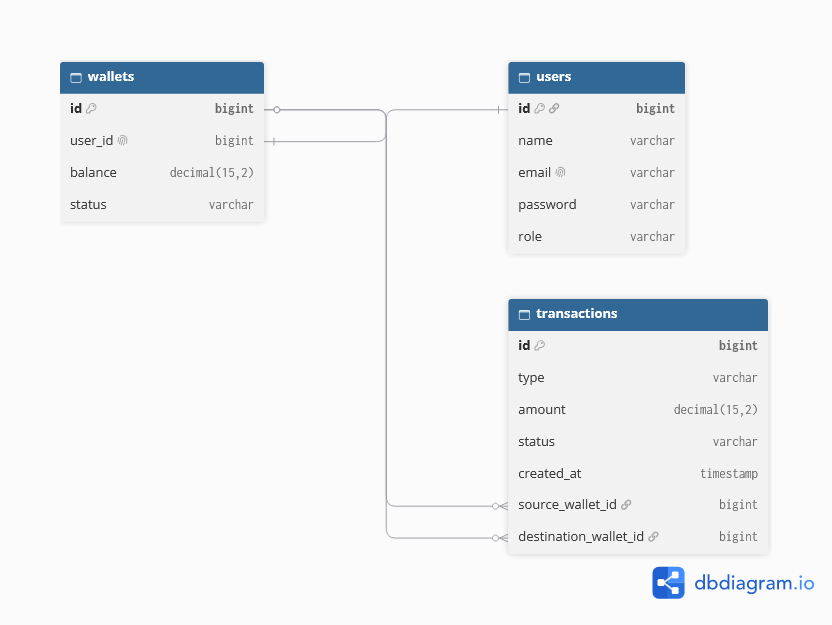 wallets
id bigint
user_id bigint
balance decimal(15,2)
status varchar
users
id bigint
name varchar
email varchar
password varchar
role varchar
transactions
id bigint
type varchar
amount decimal(15,2)
status varchar
created_at timestamp
source_wallet_id bigint
destination_wallet_id bigint
dbdiagram.io